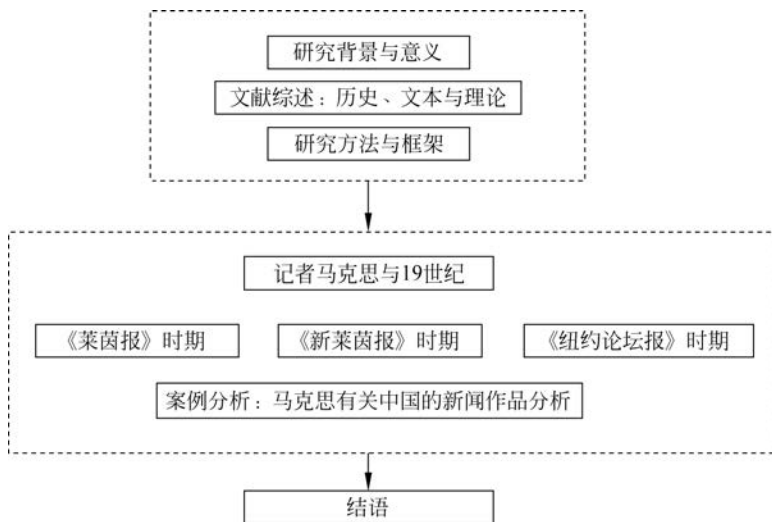 研究背景与意义
文献综述：历史、文本与理论
研究方法与框架
记者马克思与19世纪
《莱茵报》时期
《新莱茵报》时期
《纽约论坛报》时期
案例分析：马克思有关中国的新闻作品分析
结语